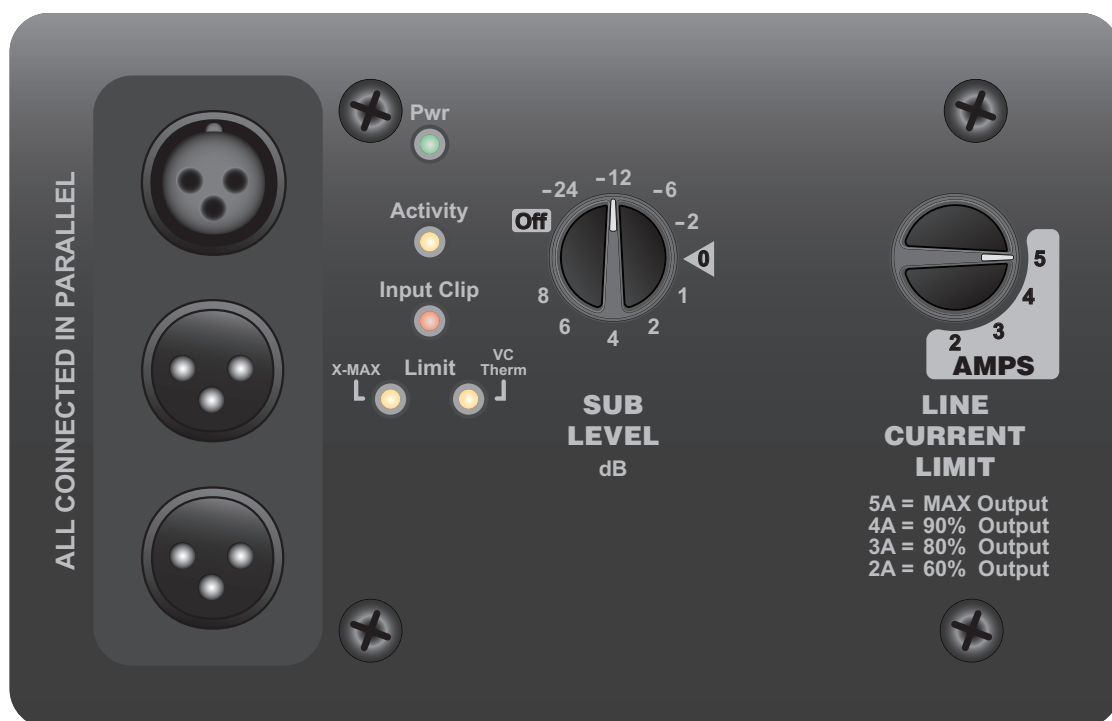 ALL CONNECTED IN PARALLEL
Pwr
Activity
Input Clip
X-MAX
Limit
VC
Therm
Off
-24
-12
-6
-2
0
1
2
4
6
8
SUB
LEVEL
dB
5
4
3
2
AMPS
LINE
CURRENT
LIMIT
5A = MAX Output
4A = 90% Output
3A = 80% Output
2A = 60% Output